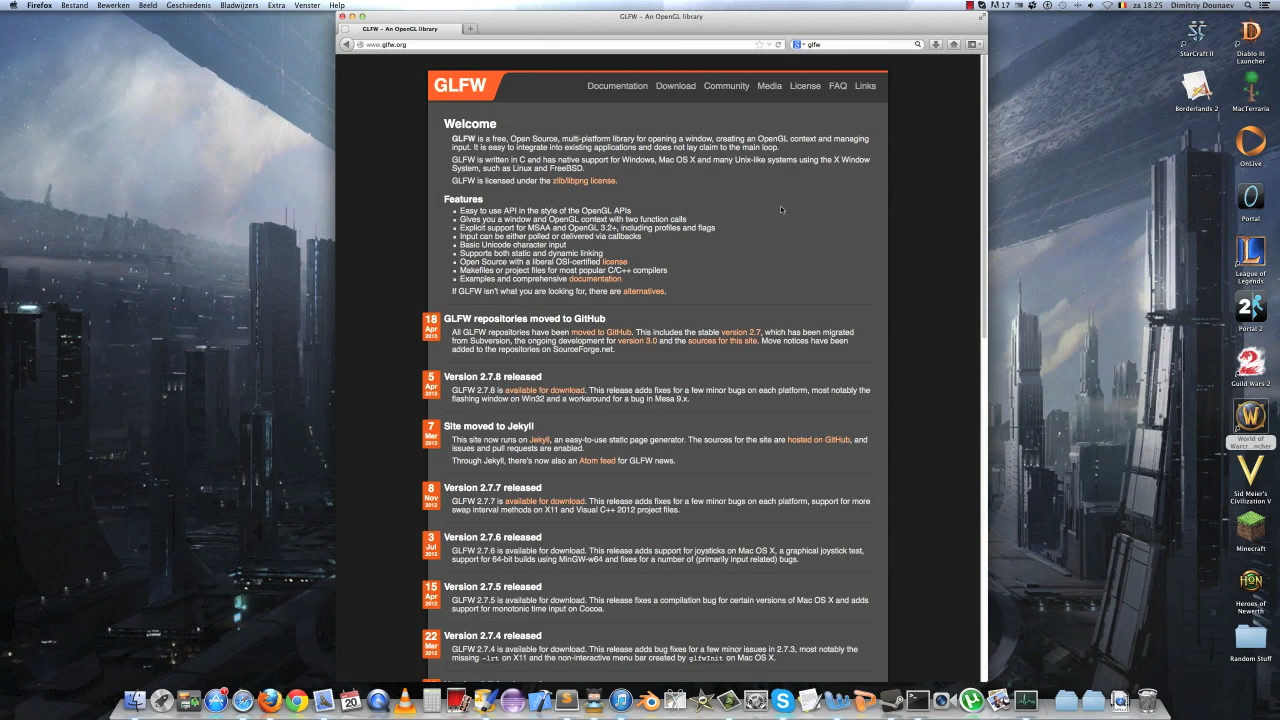 Firefox Bestand Bewerken Beeld Geschiedenis Bladwijzers Extra Venster Help
17 za 18:25 Dimitriy Dounaev
GLFW – An OpenGL library
GLFW – An OpenGL library
www.glfw.org
glfw
GLFW
Documentation Download Community Media License FAQ Links
Welcome
GLFW is a free, Open Source, multi-platform library for opening a window, creating an OpenGL context and managing
input. It is easy to integrate into existing applications and does not lay claim to the main loop.
GLFW is written in C and has native support for Windows, Mac OS X and many Unix-like systems using the X Window
System, such as Linux and FreeBSD.
GLFW is licensed under the zlib/libpng license.
Features
Easy to use API in the style of the OpenGL APIs
Gives you a window and OpenGL context with two function calls
Explicit support for MSAA and OpenGL 3.2+, including profiles and flags
Input can be either polled or delivered via callbacks
Basic Unicode character input
Supports both static and dynamic linking
Open Source with a liberal OSI-certified license
Makefiles or project files for most popular C/C++ compilers
Examples and comprehensive documentation
If GLFW isn't what you are looking for, there are alternatives.
18 Apr 2013
GLFW repositories moved to GitHub
All GLFW repositories have been moved to GitHub. This includes the stable version 2.7, which has been migrated
from Subversion, the ongoing development for version 3.0 and the sources for this site. Move notices have been
added to the repositories on SourceForge.net.
5 Apr 2013
Version 2.7.8 released
GLFW 2.7.8 is available for download. This release adds fixes for a few minor bugs on each platform, most notably the
flashing window on Win32 and a workaround for a bug in Mesa 9.x.
7 Mar 2013
Site moved to Jekyll
This site now runs on Jekyll, an easy-to-use static page generator. The sources for the site are hosted on GitHub, and
issues and pull requests are enabled.
Through Jekyll, there's now also an Atom feed for GLFW news.
8 Nov 2012
Version 2.7.7 released
GLFW 2.7.7 is available for download. This release adds fixes for a few minor bugs on each platform, support for more
swap interval methods on X11 and Visual C++ 2012 project files.
3 Jul 2012
Version 2.7.6 released
GLFW 2.7.6 is available for download. This release adds support for joysticks on Mac OS X, a graphical joystick test,
support for 64-bit builds using MinGW-w64 and fixes for a number of (primarily input related) bugs.
15 Apr 2012
Version 2.7.5 released
GLFW 2.7.5 is available for download. This release fixes a compilation bug for certain versions of Mac OS X and adds
support for monotonic time input on Cocoa.
22 Mar 2012
Version 2.7.4 released
GLFW 2.7.4 is available for download. This release adds bug fixes for a few minor issues in 2.7.3, most notably the
missing -lrt on X11 and the non-interactive menu bar created by glfwInit on Mac OS X.
StarCraft II
Diablo III
Launcher
Borderlands 2
MacTerraria
OnLive
Portal
League of
Legends
Portal 2
Guild Wars 2
World of
Warcr...ncher
Sid Meier's
Civilization V
Minecraft
HON
Heroes of
Newerth
Random Stuff
20